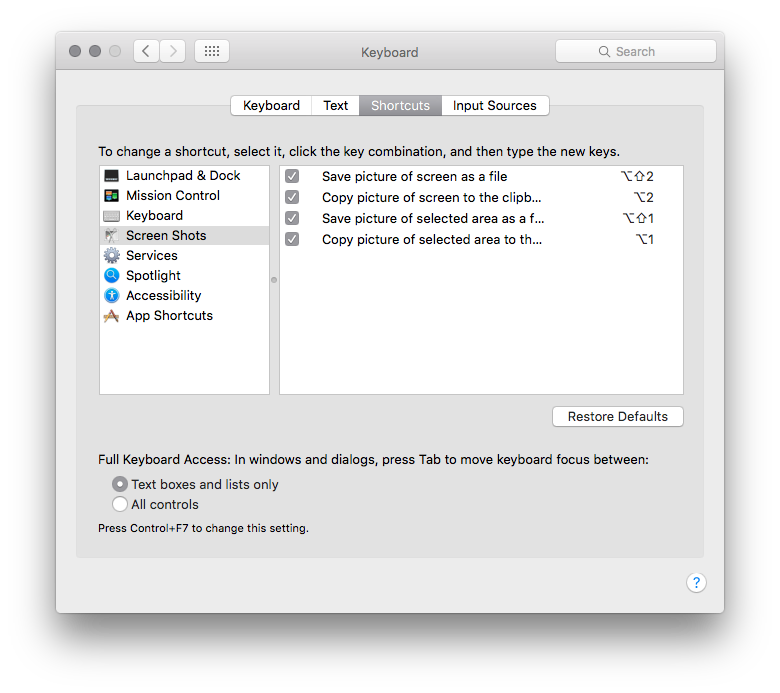 Keyboard
Search
Keyboard Text Shortcuts Input Sources
To change a shortcut, select it, click the key combination, and then type the new keys.
Launchpad & Dock
Mission Control
Keyboard
Screen Shots
Services
Spotlight
Accessibility
App Shortcuts
Save picture of screen as a file ⌥⇧2
Copy picture of screen to the clipb... ⌥2
Save picture of selected area as a f... ⌥⇧1
Copy picture of selected area to th... ⌥1
Restore Defaults
Full Keyboard Access: In windows and dialogs, press Tab to move keyboard focus between:
Text boxes and lists only
All controls
Press Control+F7 to change this setting.
?